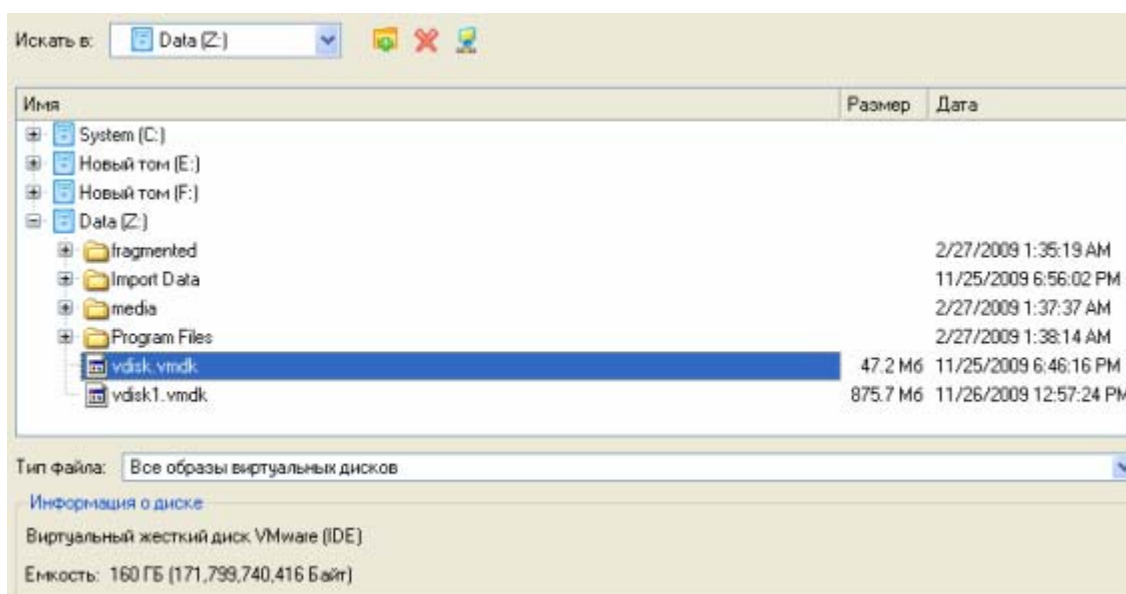 Искать в: Data (Z:)
Имя Размер Дата
System (C:)
Новый том (E:)
Новый том (F:)
Data (Z:)
fragmented 2/27/2009 1:35:19 AM
Import Data 11/25/2009 6:56:02 PM
media 2/27/2009 1:37:37 AM
Program Files 2/27/2009 1:38:14 AM
vdisk.vmdk 47.2 Мб 11/25/2009 6:46:16 PM
vdisk1.vmdk 875.7 Мб 11/26/2009 12:57:24 PM
Тип файла: Все образы виртуальных дисков
Информация о диске
Виртуальный жесткий диск VMware (IDE)
Емкость: 160 ГБ (171,799,740,416 Байт)